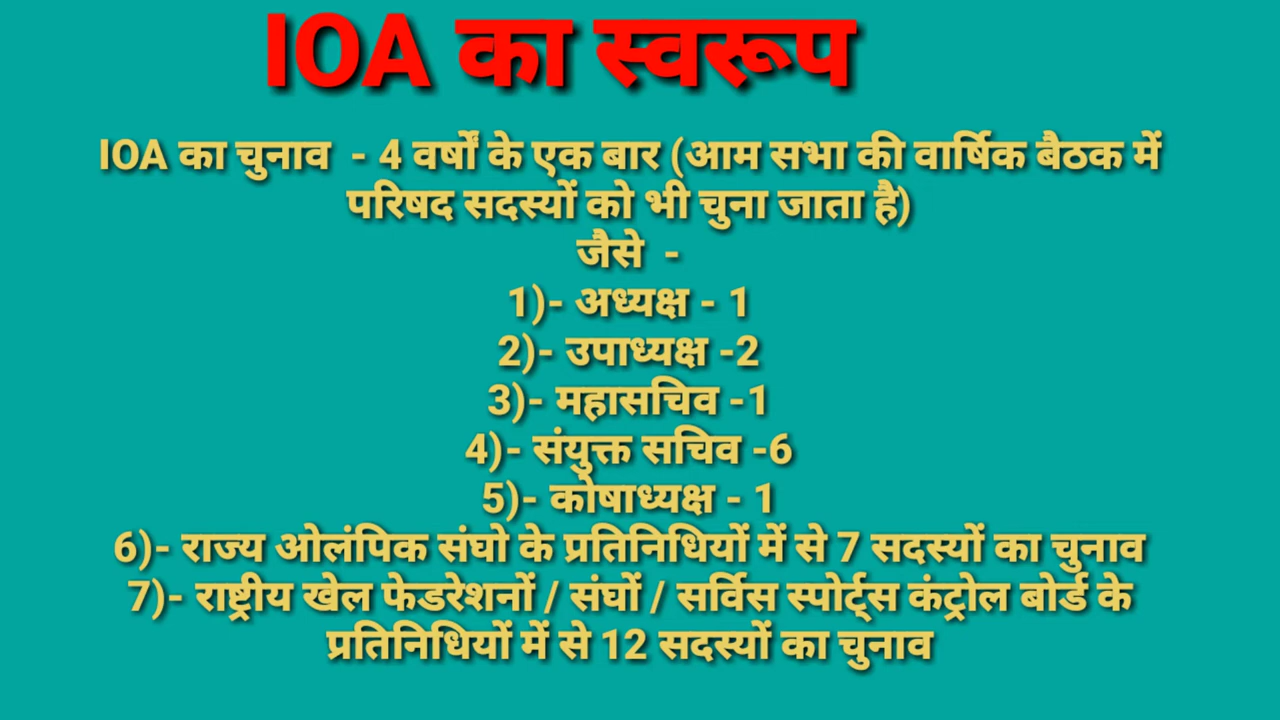 IOA का स्वरूप
IOA का चुनाव - 4 वर्षों के एक बार (आम सभा की वार्षिक बैठक में
परिषद सदस्यों को भी चुना जाता है)
जैसे -
1)- अध्यक्ष - 1
2)- उपाध्यक्ष -2
3)- महासचिव -1
4)- संयुक्त सचिव -6
5)- कोषाध्यक्ष - 1
6)- राज्य ओलंपिक संघो के प्रतिनिधियों में से 7 सदस्यों का चुनाव
7)- राष्ट्रीय खेल फेडरेशनों / संघों / सर्विस स्पोर्ट्स कंट्रोल बोर्ड के
प्रतिनिधियों में से 12 सदस्यों का चुनाव